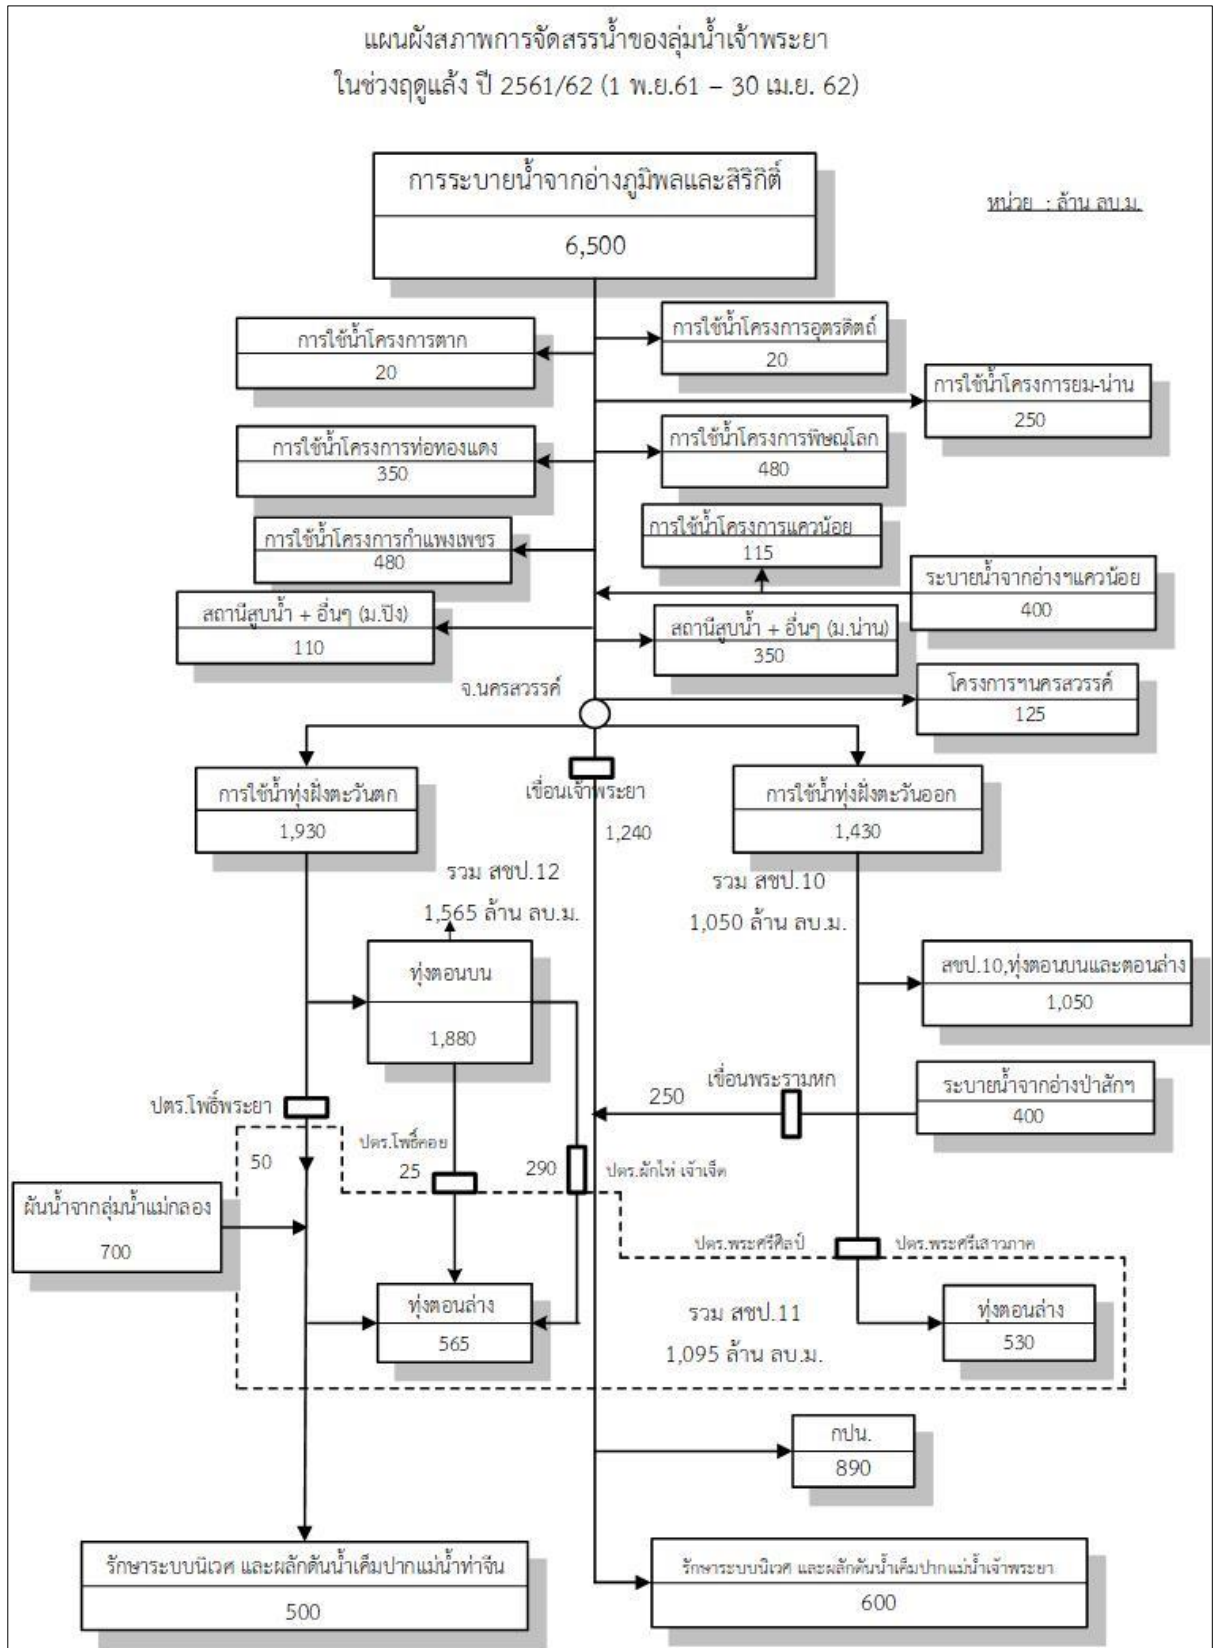 แผนผังสภาพการจัดสรรน้ำของลุ่มน้ำเจ้าพระยา
ในช่วงฤดูแล้ง ปี 2561/62 (1 พ.ย.61 – 30 เม.ย. 62)
การระบายน้ำจากอ่างภูมิพลและสิริกิติ์
6,500
หน่วย : ล้าน ลบ.ม.
การใช้น้ำโครงการตาก
20
การใช้น้ำโครงการอุตรดิตถ์
20
การใช้น้ำโครงการยม-น่าน
250
การใช้น้ำโครงการท่อทองแดง
350
การใช้น้ำโครงการพิษณุโลก
480
การใช้น้ำโครงการกำแพงเพชร
480
การใช้น้ำโครงการแควน้อย
115
ระบายน้ำจากอ่างฯแควน้อย
400
สถานีสูบน้ำ + อื่นๆ (ม.ปิง)
110
สถานีสูบน้ำ + อื่นๆ (ม.น่าน)
350
จ.นครสวรรค์
โครงการฯนครสวรรค์
125
การใช้น้ำทุ่งฝั่งตะวันตก
1,930
เขื่อนเจ้าพระยา
1,240
การใช้น้ำทุ่งฝั่งตะวันออก
1,430
รวม สชป.12
1,565 ล้าน ลบ.ม.
รวม สชป.10
1,050 ล้าน ลบ.ม.
ทุ่งตอนบน
1,880
สชป.10,ทุ่งตอนบนและตอนล่าง
1,050
ปตร.โพธิ์พระยา
เขื่อนพระรามหก
250
ระบายน้ำจากอ่างป่าสักฯ
400
50
ปตร.โพธิ์คอย
25
290
ปตร.ผักไห่ เจ้าเจ็ด
ผันน้ำจากลุ่มน้ำแม่กลอง
700
ปตร.พระศรีศิลป์
ปตร.พระศรีเสาวภาค
ทุ่งตอนล่าง
565
รวม สชป.11
1,095 ล้าน ลบ.ม.
ทุ่งตอนล่าง
530
กปน.
890
รักษาระบบนิเวศ และผลักดันน้ำเค็มปากแม่น้ำท่าจีน
500
รักษาระบบนิเวศ และผลักดันน้ำเค็มปากแม่น้ำเจ้าพระยา
600